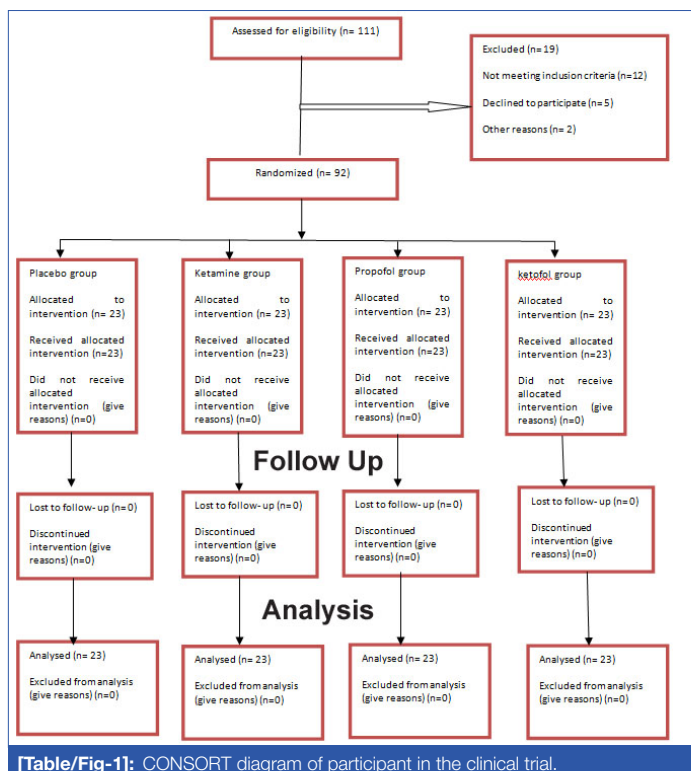 Assessed for eligibility (n= 111)
Excluded (n=19)
Not meeting inclusion criteria (n=12)
Declined to participate (n= 5)
Other reasons (n= 2)
Randomized (n= 92)
Placebo group
Allocated to
intervention (n= 23)
Received allocated
intervention (n=23)
Did not receive
allocated
intervention (give
reasons) (n=0)
Ketamine group
Allocated to
intervention (n= 23)
Received allocated
intervention (n=23)
Did not receive
allocated
intervention (give
reasons) (n=0)
Propofol group
Allocated to
intervention (n= 23)
Received allocated
intervention (n=23)
Did not receive
allocated
intervention (give
reasons) (n=0)
ketofol group
Allocated to
intervention (n= 23)
Received allocated
intervention (n=23)
Did not receive
allocated
intervention (give
reasons) (n=0)
Follow Up
Lost to follow-up (n=0)
Discontinued
intervention (give
reasons) (n=0)
Lost to follow-up (n=0)
Discontinued
intervention (give
reasons) (n=0)
Lost to follow-up (n=0)
Discontinued
intervention (give
reasons) (n=0)
Lost to follow-up (n=0)
Discontinued
intervention (give
reasons) (n=0)
Analysis
Analysed (n= 23)
Excluded from analysis
(give reasons) (n=0)
Analysed (n= 23)
Excluded from analysis
(give reasons) (n=0)
Analysed (n= 23)
Excluded from analysis
(give reasons) (n=0)
Analysed (n= 23)
Excluded from analysis
(give reasons) (n=0)
[Table/Fig-1]: CONSORT diagram of participant in the clinical trial.